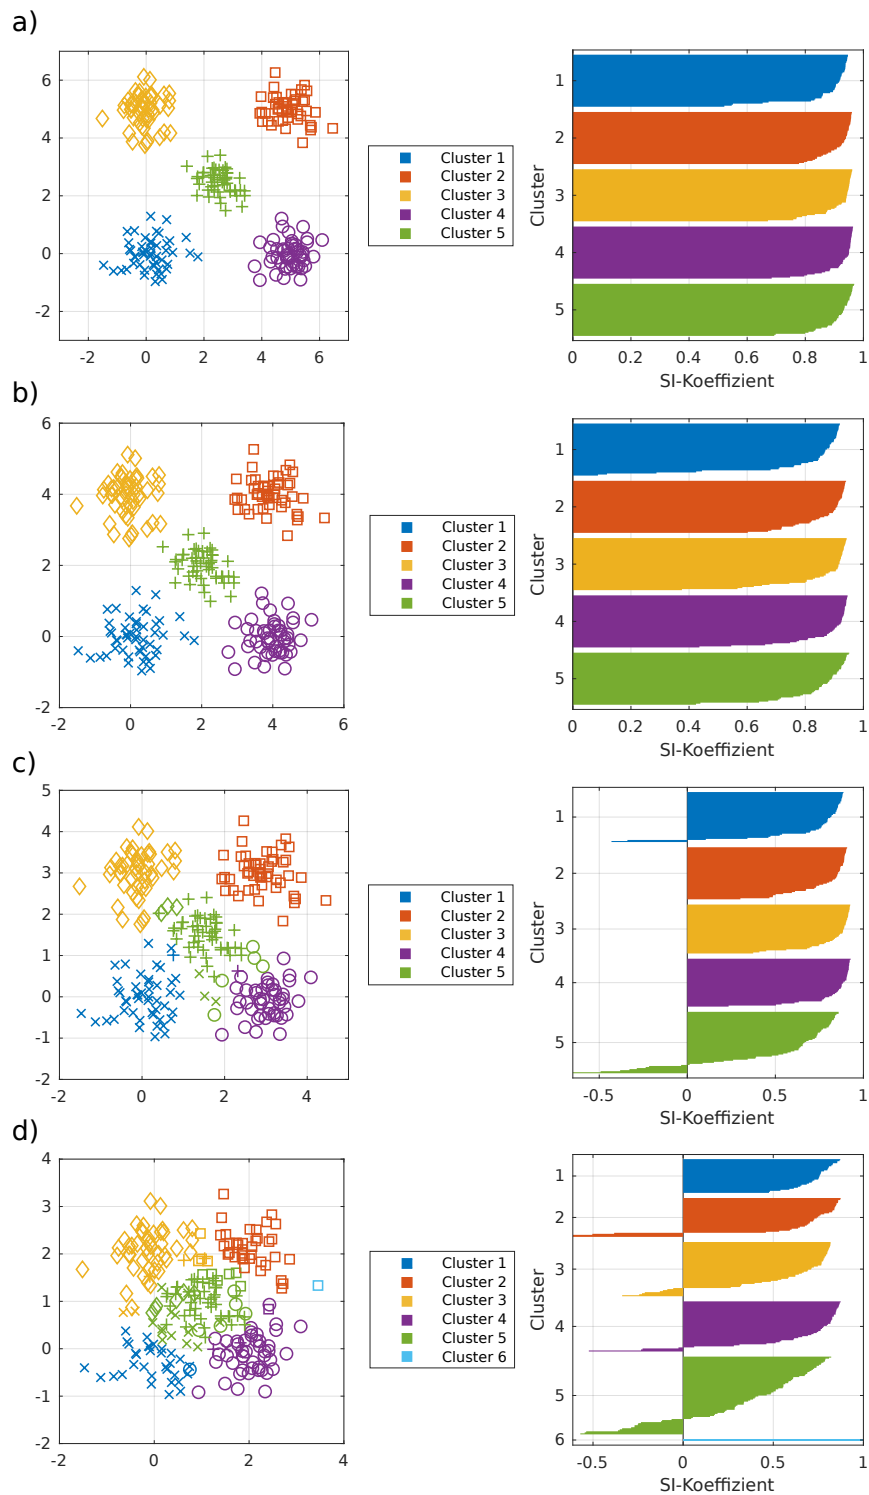 a)
6
4
2
0
-2
-2 0 2 4 6
Cluster 1
Cluster 2
Cluster 3
Cluster 4
Cluster 5
Cluster
1
2
3
4
5
0 0.2 0.4 0.6 0.8 1
SI-Koeffizient
b)
6
4
2
0
-2
-2 0 2 4 6
Cluster 1
Cluster 2
Cluster 3
Cluster 4
Cluster 5
Cluster
1
2
3
4
5
0 0.2 0.4 0.6 0.8 1
SI-Koeffizient
c)
5
4
3
2
1
0
-1
-2
-2 0 2 4
Cluster 1
Cluster 2
Cluster 3
Cluster 4
Cluster 5
Cluster
1
2
3
4
5
-0.5 0 0.5 1
SI-Koeffizient
d)
4
3
2
1
0
-1
-2
-2 0 2 4
Cluster 1
Cluster 2
Cluster 3
Cluster 4
Cluster 5
Cluster 6
Cluster
1
2
3
4
5
6
-0.5 0 0.5 1
SI-Koeffizient